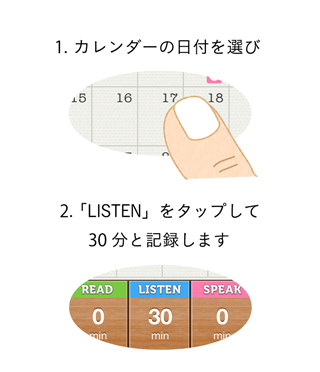 1. カレンダーの日付を選び
15 16 17 18
2.「LISTEN」をタップして
30 分と記録します
READ LISTEN SPEAK
0 30 0
min min min